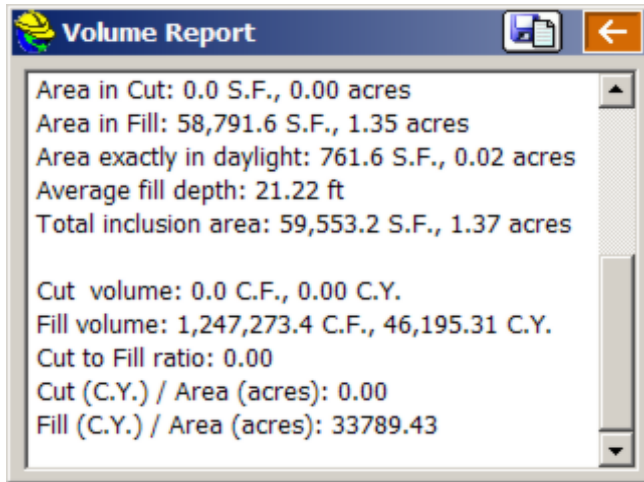 Volume Report
Area in Cut: 0.0 S.F., 0.00 acres
Area in Fill: 58,791.6 S.F., 1.35 acres
Area exactly in daylight: 761.6 S.F., 0.02 acres
Average fill depth: 21.22 ft
Total inclusion area: 59,553.2 S.F., 1.37 acres
Cut  volume: 0.0 C.F., 0.00 C.Y.
Fill volume: 1,247,273.4 C.F., 46,195.31 C.Y.
Cut to Fill ratio: 0.00
Cut (C.Y.) / Area (acres): 0.00
Fill (C.Y.) / Area (acres): 33789.43